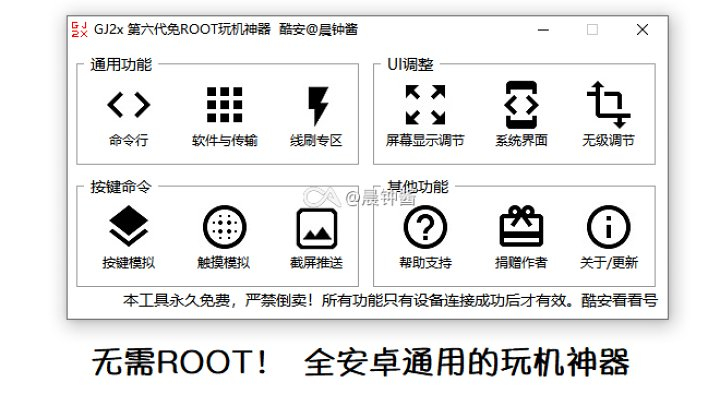 GJ2x 第六代免ROOT玩机神器 酷安@晨钟酱
通用功能
命令行 软件与传输 线刷专区
UI调整
屏幕显示调节 系统界面 无级调节
按键命令
按键模拟 触摸模拟 截屏推送
@晨钟酱
其他功能
帮助支持 捐赠作者 关于/更新
本工具永久免费，严禁倒卖！所有功能只有设备连接成功后才有效。酷安看看号
无需ROOT！ 全安卓通用的玩机神器